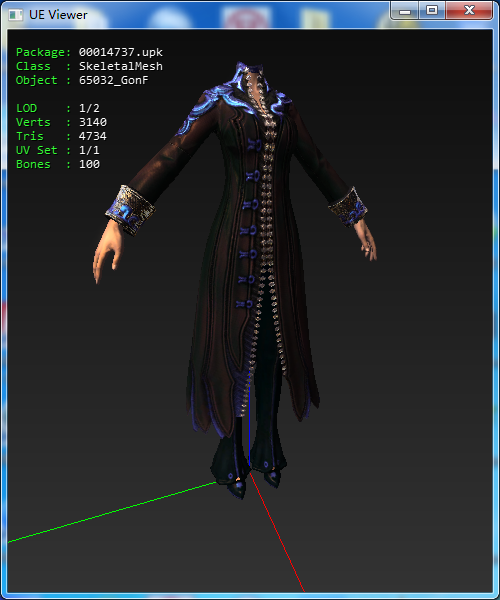 UE Viewer
Package: 00014737.upk
Class  : SkeletalMesh
Object : 65032_GonF
LOD    : 1/2
Verts  : 3140
Tris   : 4734
UV Set : 1/1
Bones  : 100